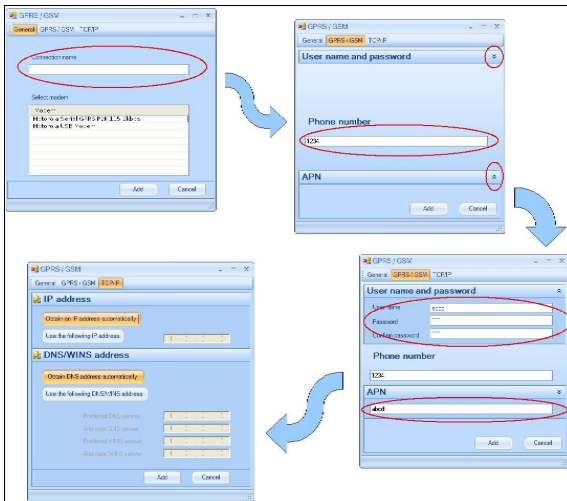 GPRS / GSM
General GPRS / GSM TCP/IP
Connection name
Select modem
Modem
Motorola Serial GPRS P2K 115.2kbps
Motorola USB Modem
Add Cancel
GPRS / GSM
General GPRS / GSM TCP/IP
User name and password
Phone number
1234
APN
Add Cancel
GPRS / GSM
General GPRS / GSM TCP/IP
User name and password
User name
Password
Confirm password
Phone number
1234
APN
abcd
Add Cancel
GPRS / GSM
General GPRS / GSM TCP/IP
IP address
Obtain an IP address automatically
Use the following IP address:
DNS/WINS address
Obtain DNS address automatically
Use the following DNS/WINS address:
Preferred DNS server:
Alternate DNS server:
Preferred WINS server:
Alternate WINS server:
Add Cancel